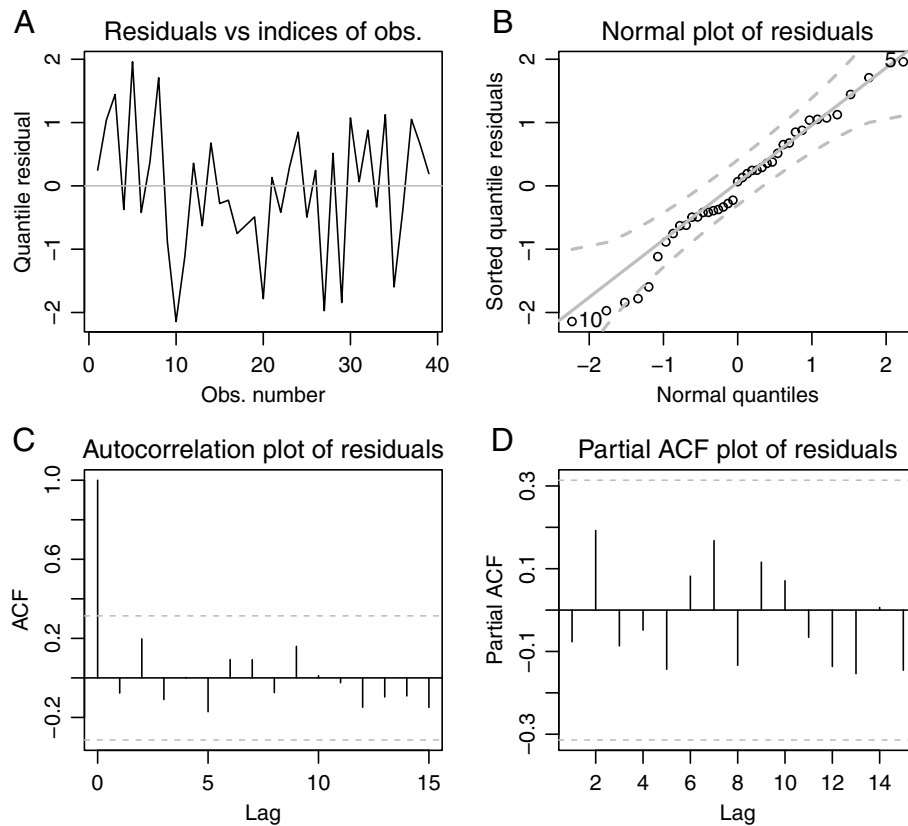 A
Residuals vs indices of obs.
Quantile residual
2
1
0
−1
−2
0
10
20
30
40
Obs. number
B
Normal plot of residuals
Sorted quantile residuals
2
1
0
−1
−2
5
10
−2
−1
0
1
2
Normal quantiles
C
Autocorrelation plot of residuals
ACF
1.0
0.6
0.2
−0.2
0
5
10
15
Lag
D
Partial ACF plot of residuals
Partial ACF
0.3
0.1
−0.1
−0.3
2
4
6
8
10
12
14
Lag